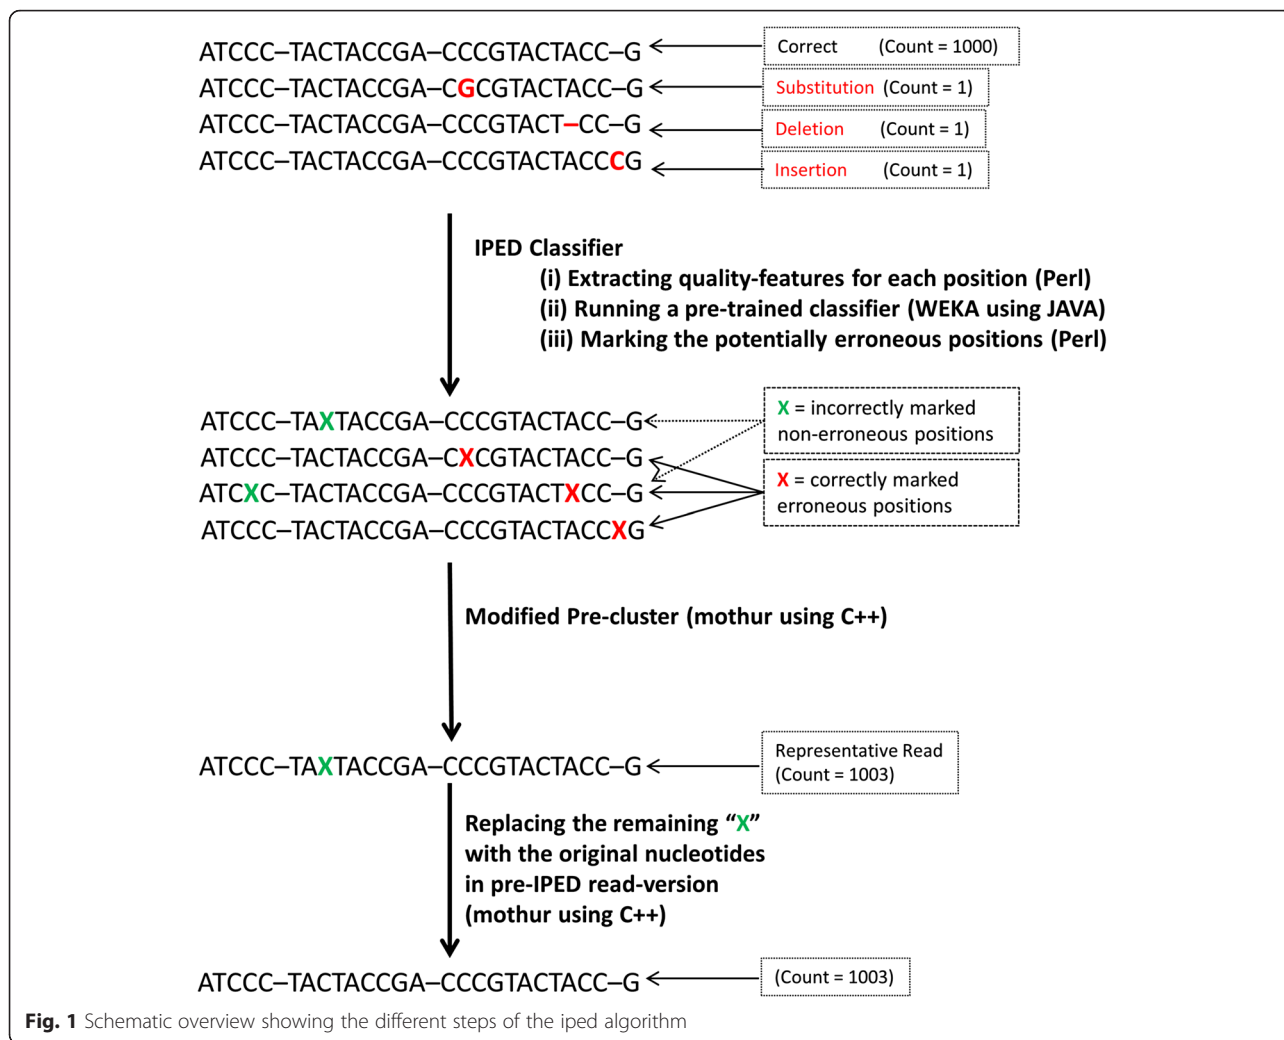 ATCCC–TACTACCGA–CCCGTACTACC–G
Correct (Count = 1000)
ATCCC–TACTACCGA–CGCGTACTACC–G
Substitution (Count = 1)
ATCCC–TACTACCGA–CCCGTACT–CC–G
Deletion (Count = 1)
ATCCC–TACTACCGA–CCCGTACTACCCG
Insertion (Count = 1)
IPED Classifier
(i) Extracting quality-features for each position (Perl)
(ii) Running a pre-trained classifier (WEKA using JAVA)
(iii) Marking the potentially erroneous positions (Perl)
ATCCC–TAXTACCGA–CCCGTACTACC–G
X = incorrectly marked
non-erroneous positions
ATCCC–TACTACCGA–CXCGTACTACC–G
ATCXC–TACTACCGA–CCCGTACTXCC–G
X = correctly marked
erroneous positions
ATCCC–TACTACCGA–CCCGTACTACCXG
Modified Pre-cluster (mothur using C++)
ATCCC–TAXTACCGA–CCCGTACTACC–G
Representative Read
(Count = 1003)
Replacing the remaining “X”
with the original nucleotides
in pre-IPED read-version
(mothur using C++)
ATCCC–TACTACCGA–CCCGTACTACC–G
(Count = 1003)
Fig. 1 Schematic overview showing the different steps of the iped algorithm